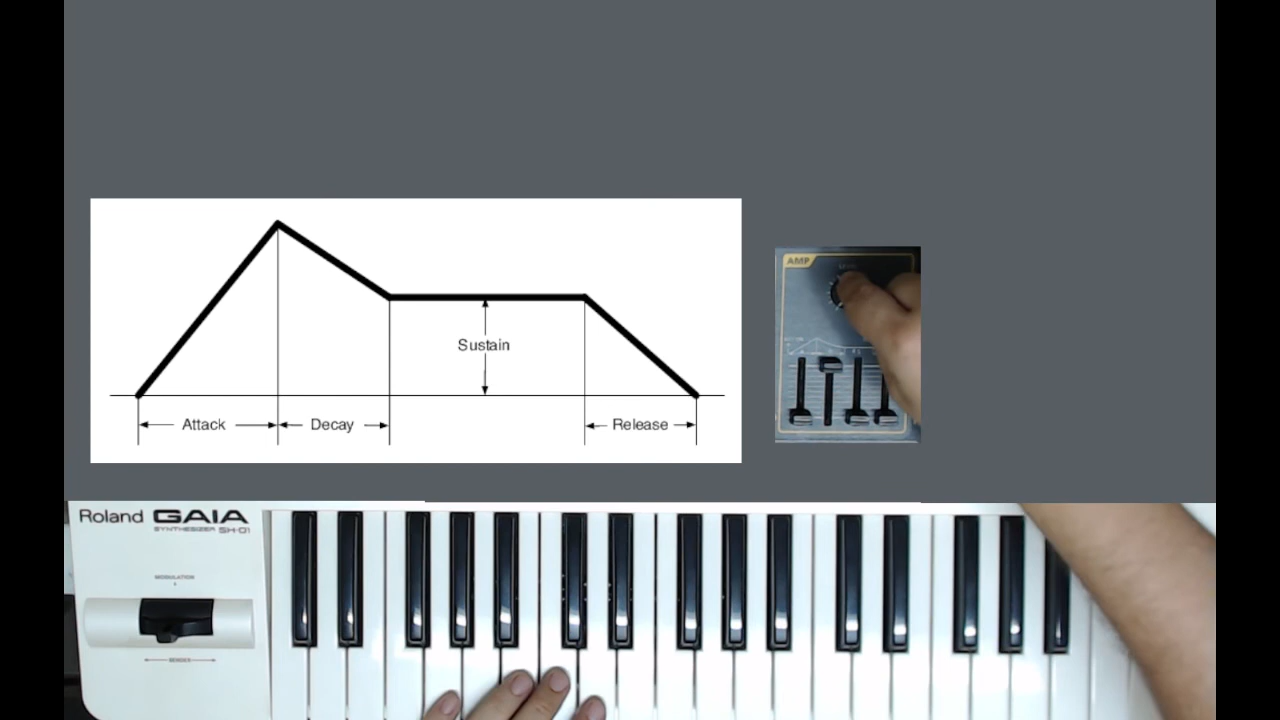 Sustain
Attack
Decay
Release
AMP
Roland GAIA
SYNTHESIZER SH-01
MODULATION
BENDER